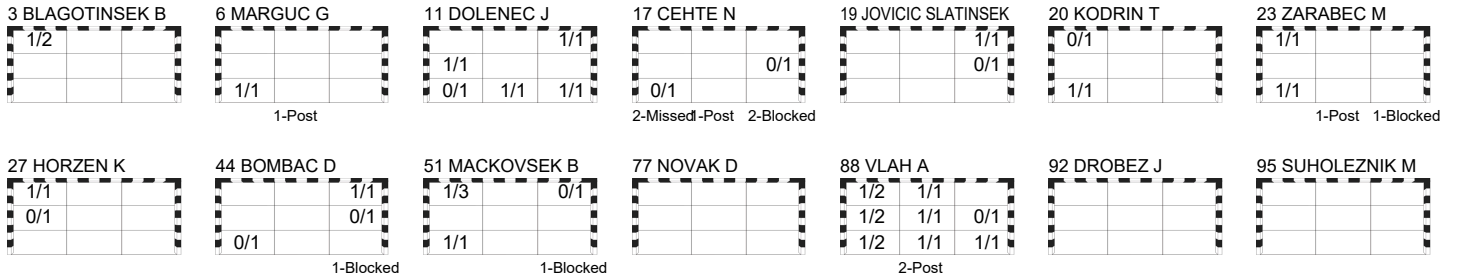 3 BLAGOTINSEK B 6 MARGUC G 11 DOLENEC J 17 CEHTE N 19 JOVICIC SLATINSEK 20 KODRIN T 23 ZARABEC M
1/2 1/1 1/1 0/1 1/1
1/1 0/1 0/1
1/1 0/1 1/1 1/1 0/1 1/1 1/1
1-Post 2-Missed 1-Post 2-Blocked 1-Post 1-Blocked
27 HORZEN K 44 BOMBAC D 51 MACKOVSEK B 77 NOVAK D 88 VLAH A 92 DROBEZ J 95 SUHOLEZNIK M
1/1 1/1 1/3 0/1 1/2 1/1
0/1 0/1 1/2 1/1 0/1
0/1 1/1 1/2 1/1 1/1
1-Blocked 1-Blocked 2-Post